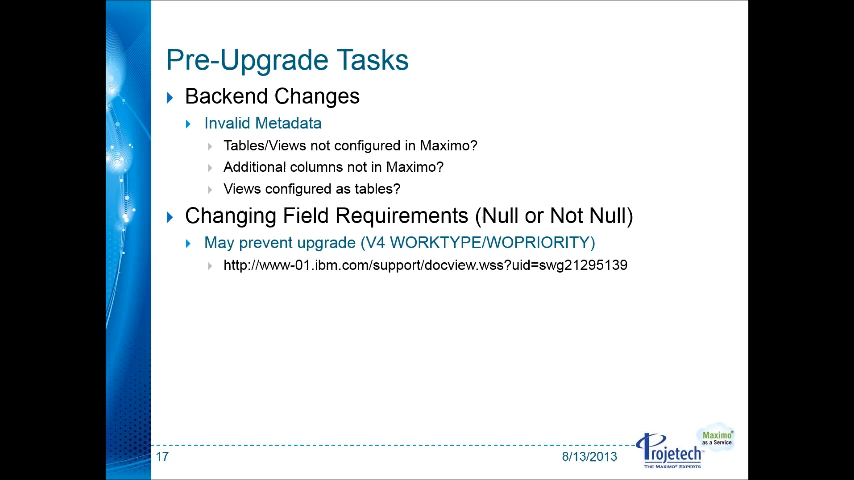 Pre-Upgrade Tasks
Backend Changes
Invalid Metadata
Tables/Views not configured in Maximo?
Additional columns not in Maximo?
Views configured as tables?
Changing Field Requirements (Null or Not Null)
May prevent upgrade (V4 WORKTYPE/WOPRIORITY)
http://www-01.ibm.com/support/docview.wss?uid=swg21295139
17
8/13/2013
Projetech
THE MAXIMO EXPERTS
Maximo
as a Service